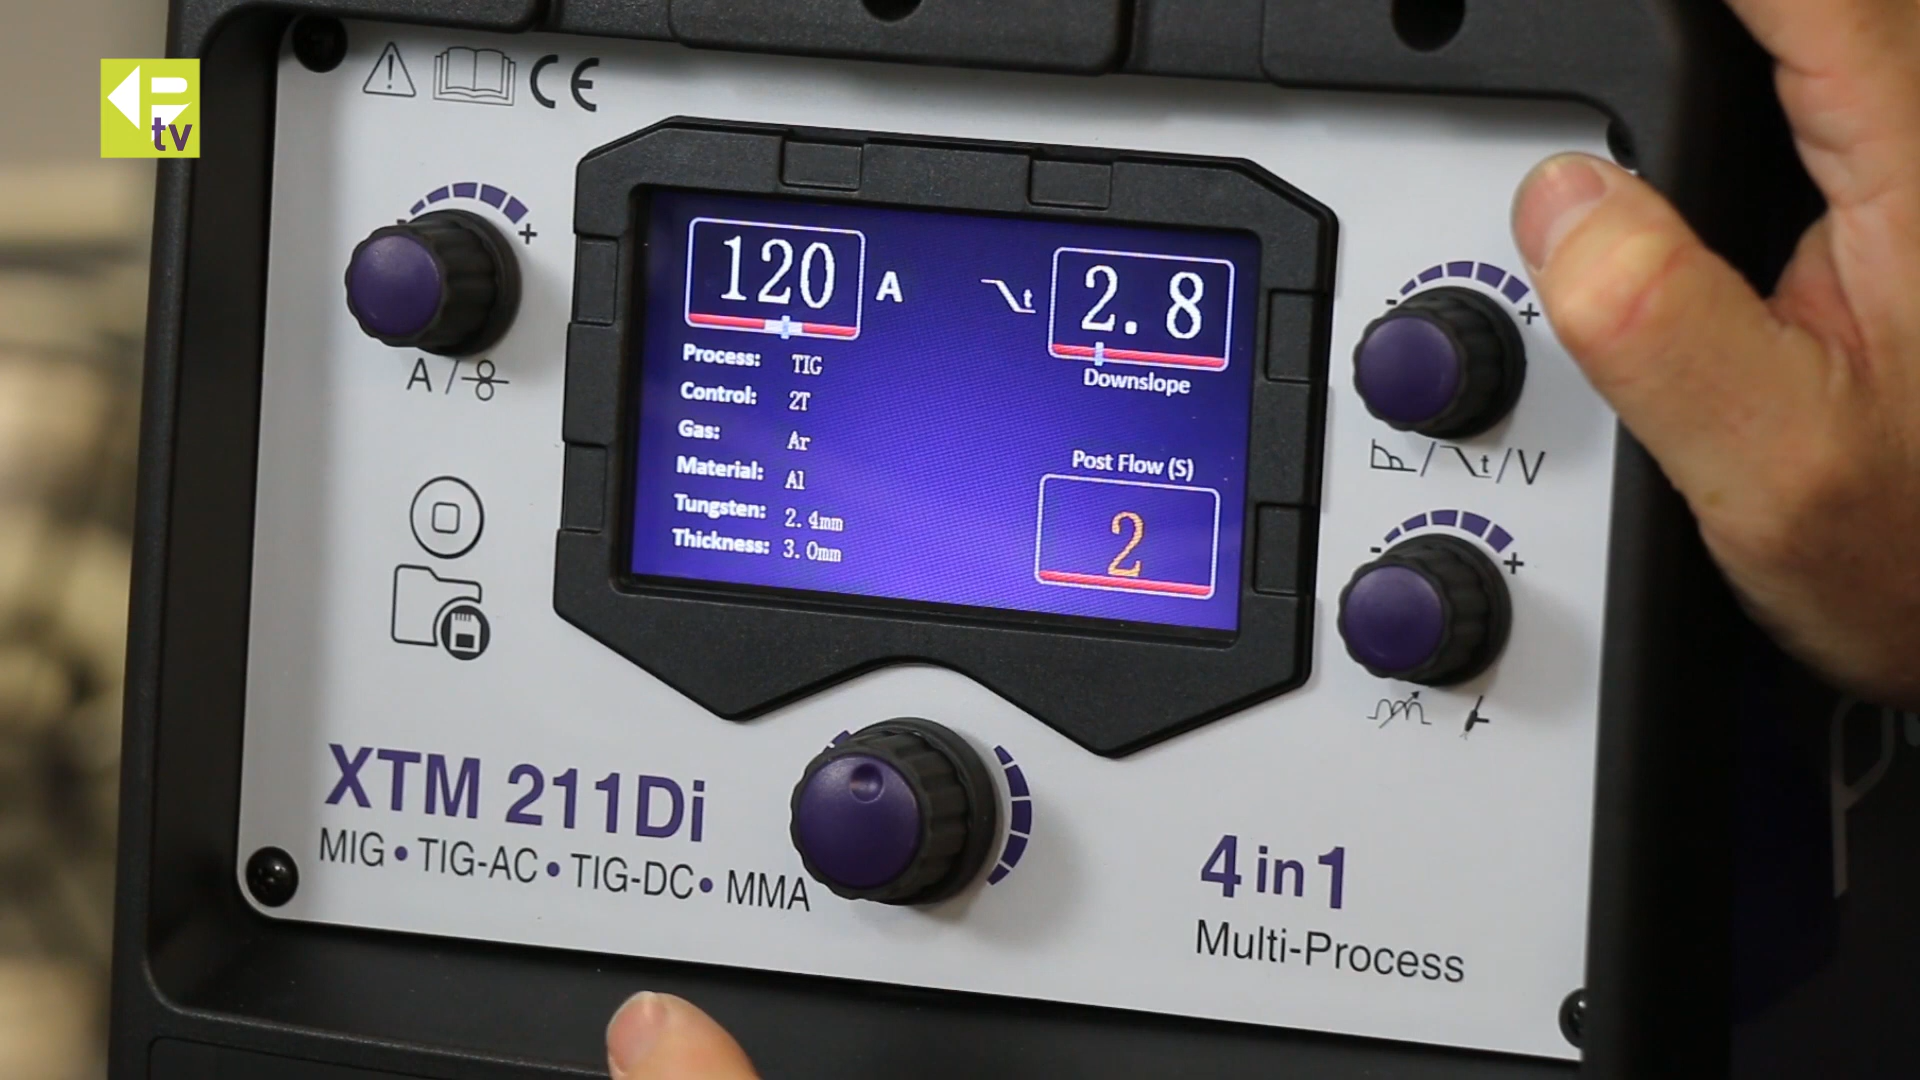 tv
CE
120 A
t 2.8
Downslope
Process: TIG
Control: 2T
Gas: Ar
Material: Al
Tungsten: 2.4mm
Thickness: 3.0mm
Post Flow (S)
2
- +
A /
- +
/ t / V
- +
XTM 211Di
MIG • TIG-AC • TIG-DC • MMA
4 in 1
Multi-Process